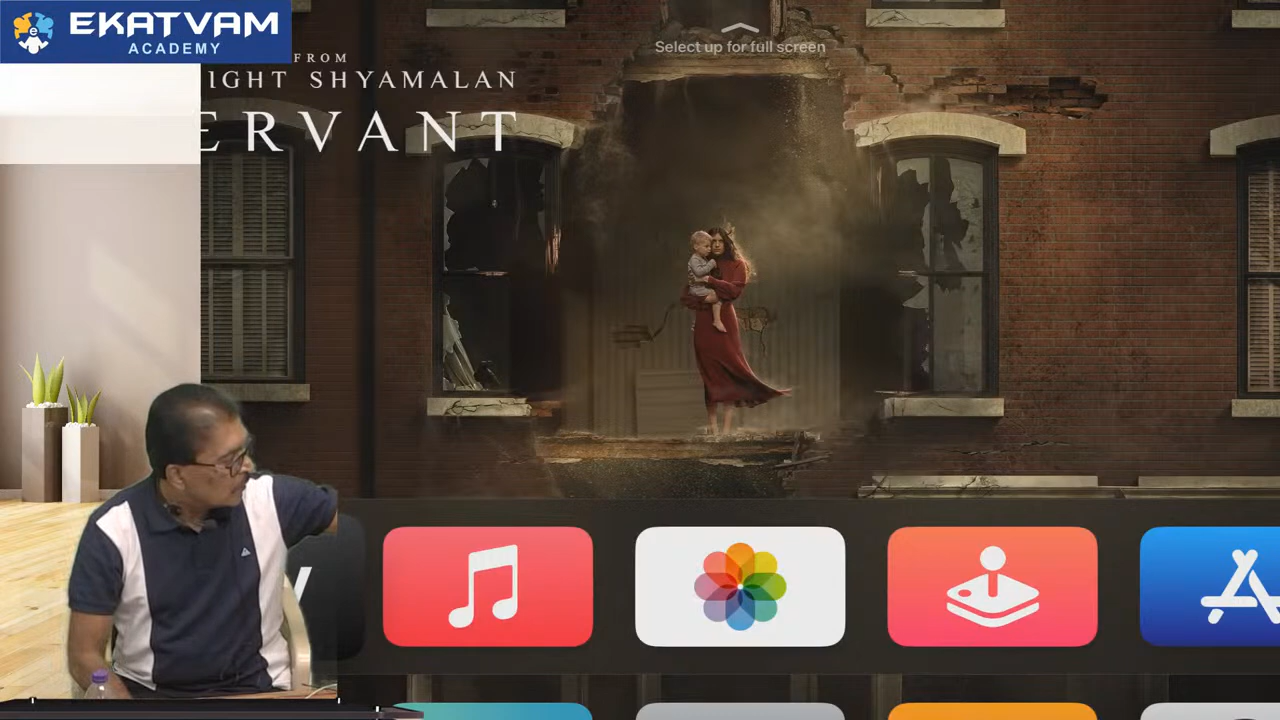 EKATVAM
ACADEMY
Select up for full screen
FROM
IGHT SHYAMALAN
ERVANT